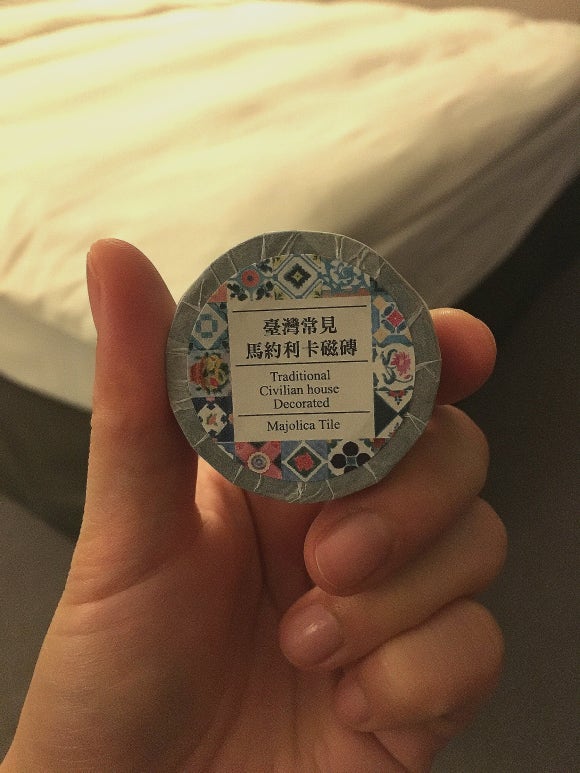 臺灣常見
馬約利卡磁磚
Traditional
Civilian house
Decorated
Majolica Tile